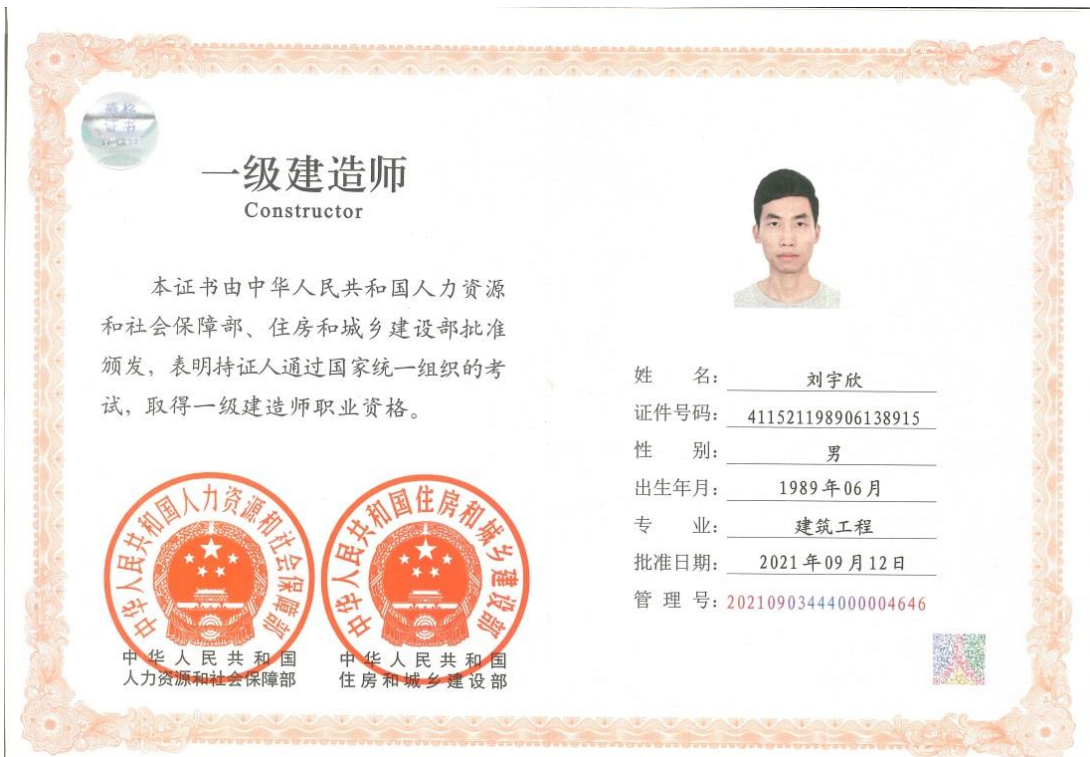 资格
证书
一级建造师
Constructor
本证书由中华人民共和国人力资源
和社会保障部、住房和城乡建设部批准
颁发，表明持证人通过国家统一组织的考
试，取得一级建造师职业资格。
中华人民共和国人力资源和社会保障部
中华人民共和国住房和城乡建设部
中华人民共和国
人力资源和社会保障部
中华人民共和国
住房和城乡建设部
姓 名：刘宇欣
证件号码：411521198906138915
性 别：男
出生年月：1989年06月
专 业：建筑工程
批准日期：2021年09月12日
管 理 号：20210903444000004646